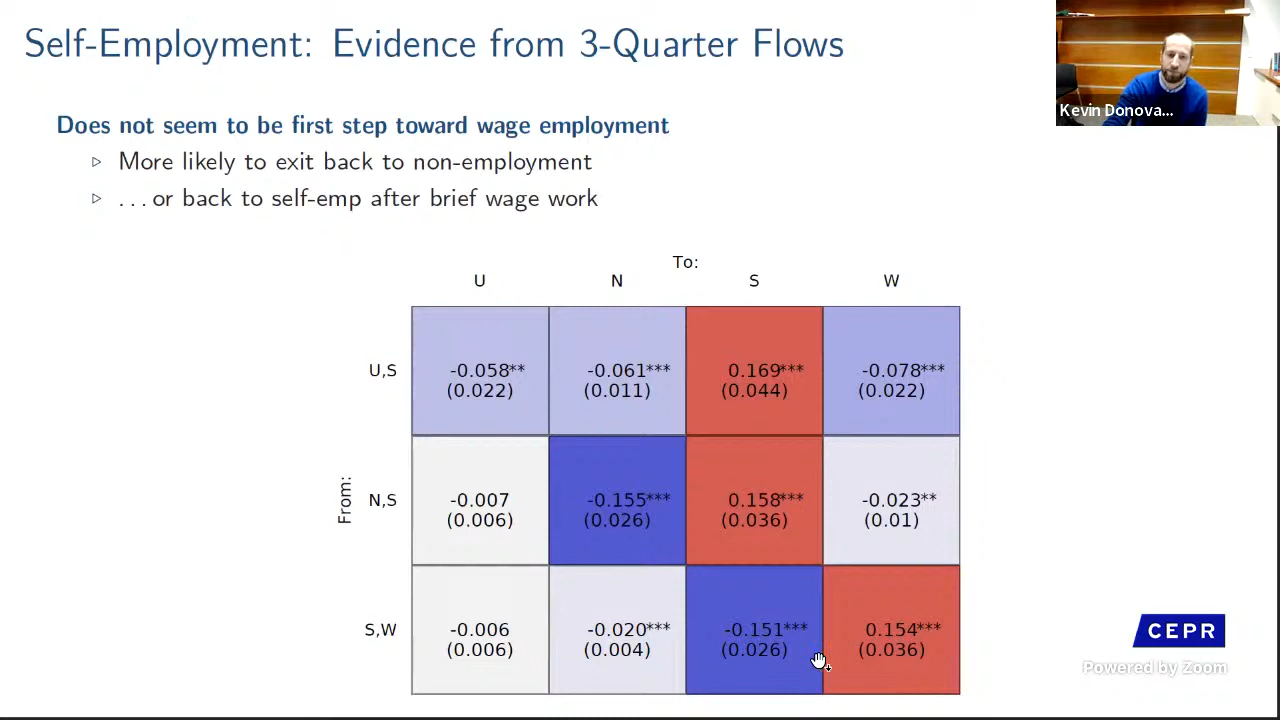 Self-Employment: Evidence from 3-Quarter Flows
Kevin Donova...
Does not seem to be first step toward wage employment
▷ More likely to exit back to non-employment
▷ ...or back to self-emp after brief wage work
To:
U N S W
U,S -0.058** -0.061*** 0.169*** -0.078***
(0.022) (0.011) (0.044) (0.022)
From:
N,S -0.007 -0.155*** 0.158*** -0.023**
(0.006) (0.026) (0.036) (0.01)
S,W -0.006 -0.020*** -0.151*** 0.154***
(0.006) (0.004) (0.026) (0.036)
CEPR
Powered by Zoom